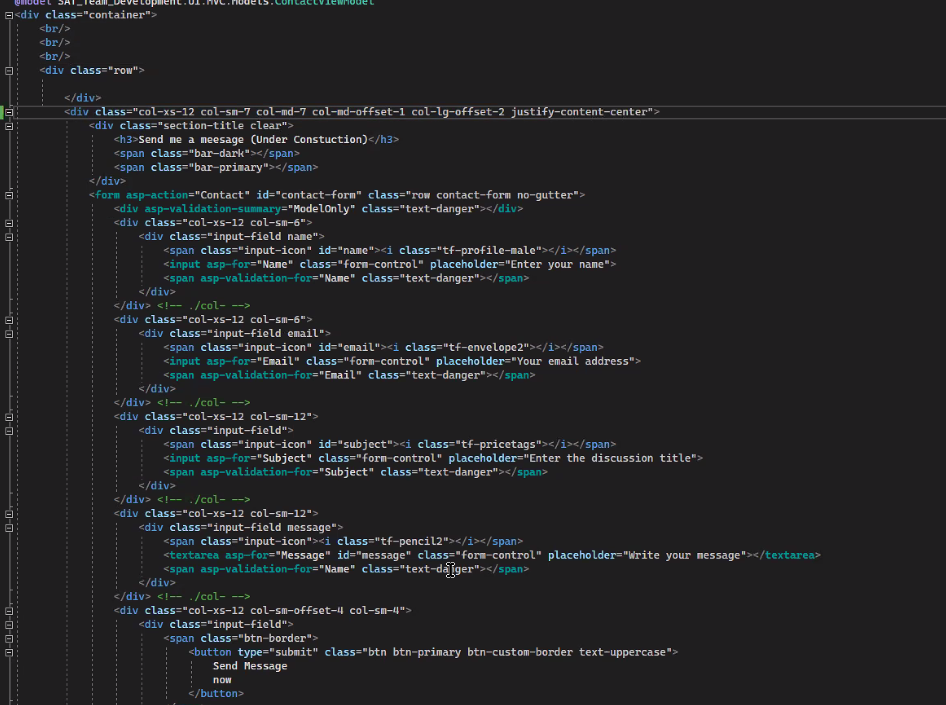 @model SAT_Team_Development.UI.MVC.Models.ContactViewModel
<div class="container">
<br/>
<br/>
<br/>
<div class="row">
</div>
<div class="col-xs-12 col-sm-7 col-md-7 col-md-offset-1 col-lg-offset-2 justify-content-center">
<div class="section-title clear">
<h3>Send me a meesage (Under Constuction)</h3>
<span class="bar-dark"></span>
<span class="bar-primary"></span>
</div>
<form asp-action="Contact" id="contact-form" class="row contact-form no-gutter">
<div asp-validation-summary="ModelOnly" class="text-danger"></div>
<div class="col-xs-12 col-sm-6">
<div class="input-field name">
<span class="input-icon" id="name"><i class="tf-profile-male"></i></span>
<input asp-for="Name" class="form-control" placeholder="Enter your name">
<span asp-validation-for="Name" class="text-danger"></span>
</div>
</div> <!-- ./col- -->
<div class="col-xs-12 col-sm-6">
<div class="input-field email">
<span class="input-icon" id="email"><i class="tf-envelope2"></i></span>
<input asp-for="Email" class="form-control" placeholder="Your email address">
<span asp-validation-for="Email" class="text-danger"></span>
</div>
</div> <!-- ./col- -->
<div class="col-xs-12 col-sm-12">
<div class="input-field">
<span class="input-icon" id="subject"><i class="tf-pricetags"></i></span>
<input asp-for="Subject" class="form-control" placeholder="Enter the discussion title">
<span asp-validation-for="Subject" class="text-danger"></span>
</div>
</div> <!-- ./col- -->
<div class="col-xs-12 col-sm-12">
<div class="input-field message">
<span class="input-icon"><i class="tf-pencil2"></i></span>
<textarea asp-for="Message" id="message" class="form-control" placeholder="Write your message"></textarea>
<span asp-validation-for="Name" class="text-danger"></span>
</div>
</div> <!-- ./col- -->
<div class="col-xs-12 col-sm-offset-4 col-sm-4">
<div class="input-field">
<span class="btn-border">
<button type="submit" class="btn btn-primary btn-custom-border text-uppercase">
Send Message
now
</button>